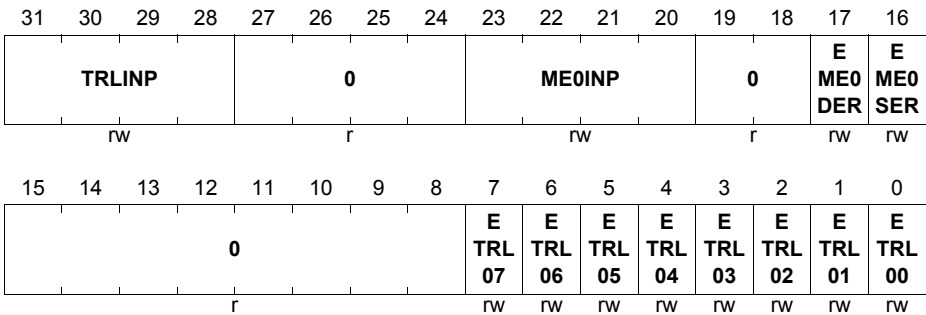 31 30 29 28 27 26 25 24 23 22 21 20 19 18 17 16
TRLINP 0 ME0INP 0 E ME0 DER E ME0 SER
rw r rw r rw rw
15 14 13 12 11 10 9 8 7 6 5 4 3 2 1 0
0 E TRL 07 E TRL 06 E TRL 05 E TRL 04 E TRL 03 E TRL 02 E TRL 01 E TRL 00
r rw rw rw rw rw rw rw rw